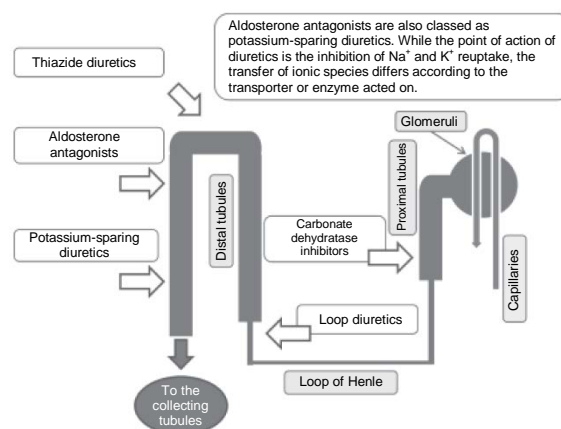 Aldosterone antagonists are also classed as
potassium-sparing diuretics. While the point of action of
diuretics is the inhibition of Na⁺ and K⁺ reuptake, the
transfer of ionic species differs according to the
transporter or enzyme acted on.
Thiazide diuretics
Glomeruli
Aldosterone
antagonists
Proximal tubules
Distal tubules
Potassium-sparing
diuretics
Carbonate
dehydratase
inhibitors
Capillaries
Loop diuretics
Loop of Henle
To the
collecting
tubules